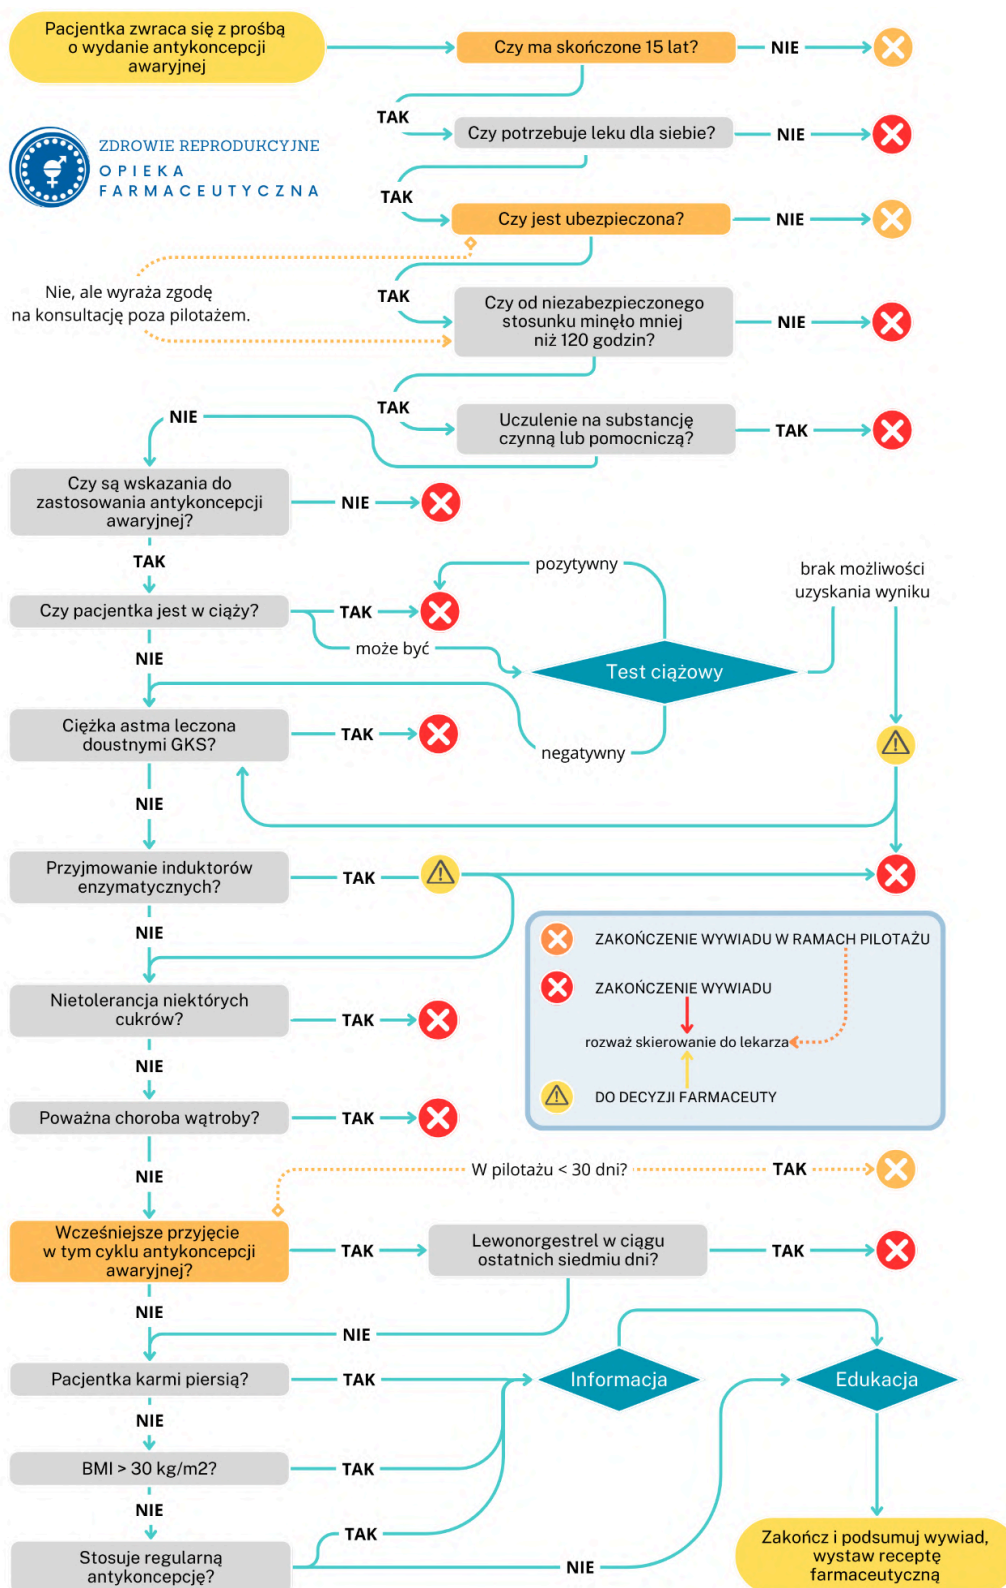 Pacjentka zwraca się z prośbą
o wydanie antykoncepcji
awaryjnej
Czy ma skończone 15 lat?
NIE
TAK
Czy potrzebuje leku dla siebie?
NIE
ZDROWIE REPRODUKCYJNE
OPIEKA
FARMACEUTYCZNA
TAK
Czy jest ubezpieczona?
NIE
Nie, ale wyraża zgodę
na konsultację poza pilotażem.
TAK
Czy od niezabezpieczonego
stosunku minęło mniej
niż 120 godzin?
NIE
TAK
Uczulenie na substancję
czynną lub pomocniczą?
TAK
NIE
Czy są wskazania do
zastosowania antykoncepcji
awaryjnej?
NIE
TAK
Czy pacjentka jest w ciąży?
TAK
może być
pozytywny
Test ciążowy
brak możliwości
uzyskania wyniku
negatywny
NIE
Ciężka astma leczona
doustnymi GKS?
TAK
NIE
Przyjmowanie induktorów
enzymatycznych?
TAK
NIE
ZAKOŃCZENIE WYWIADU W RAMACH PILOTAŻU
ZAKOŃCZENIE WYWIADU
rozważ skierowanie do lekarza
DO DECYZJI FARMACEUTY
Nietolerancja niektórych
cukrów?
TAK
NIE
Poważna choroba wątroby?
TAK
NIE
W pilotażu < 30 dni?
TAK
Wcześniejsze przyjęcie
w tym cyklu antykoncepcji
awaryjnej?
TAK
Lewonorgestrel w ciągu
ostatnich siedmiu dni?
TAK
NIE
NIE
Pacjentka karmi piersią?
TAK
Informacja
Edukacja
NIE
BMI > 30 kg/m2?
TAK
NIE
TAK
Stosuje regularną
antykoncepcję?
NIE
Zakończ i podsumuj wywiad,
wystaw receptę
farmaceutyczną